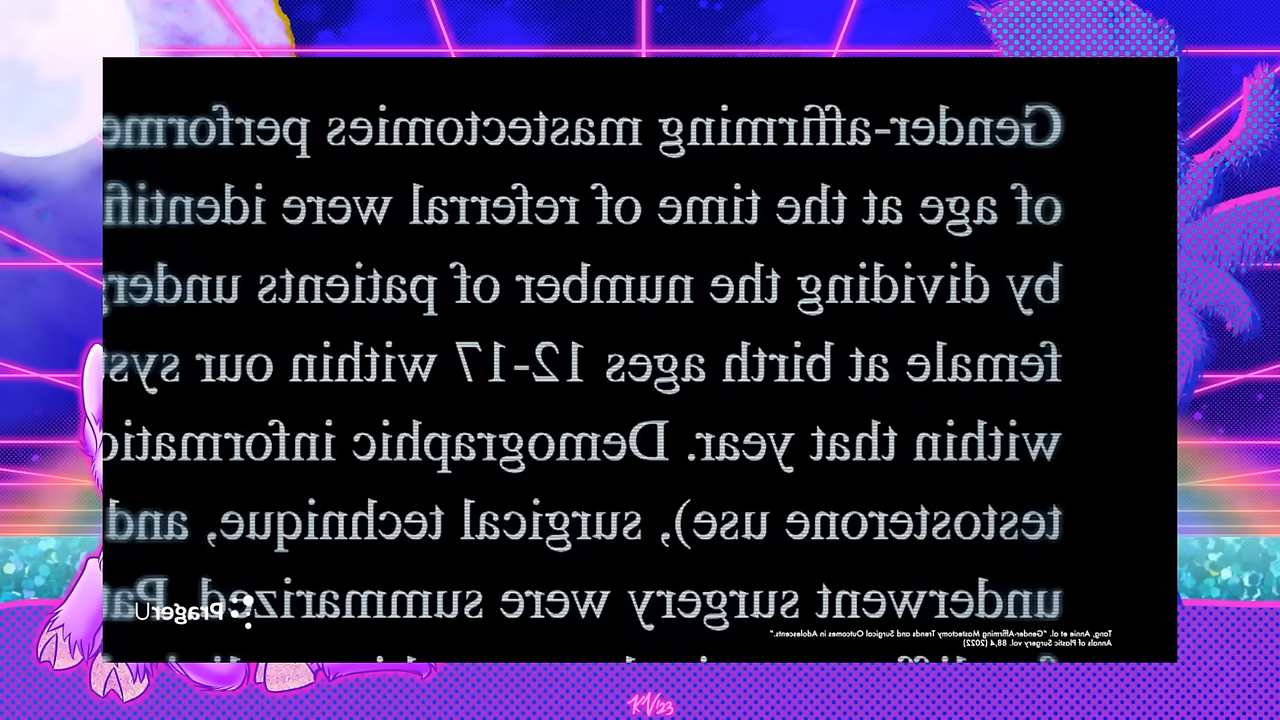 Gender-affirming mastectomies performe
of age at the time of referral were identifi
by dividing the number of patients underg
female at birth ages 12-17 within our syst
within that year. Demographic informatio
testosterone use), surgical technique, and
underwent surgery were summarized. Pat
PragerU
Tang, Annie et al. "Gender-Affirming Mastectomy Trends and Surgical Outcomes in Adolescents."
Annals of Plastic Surgery vol. 88,4 (2022)
KV123